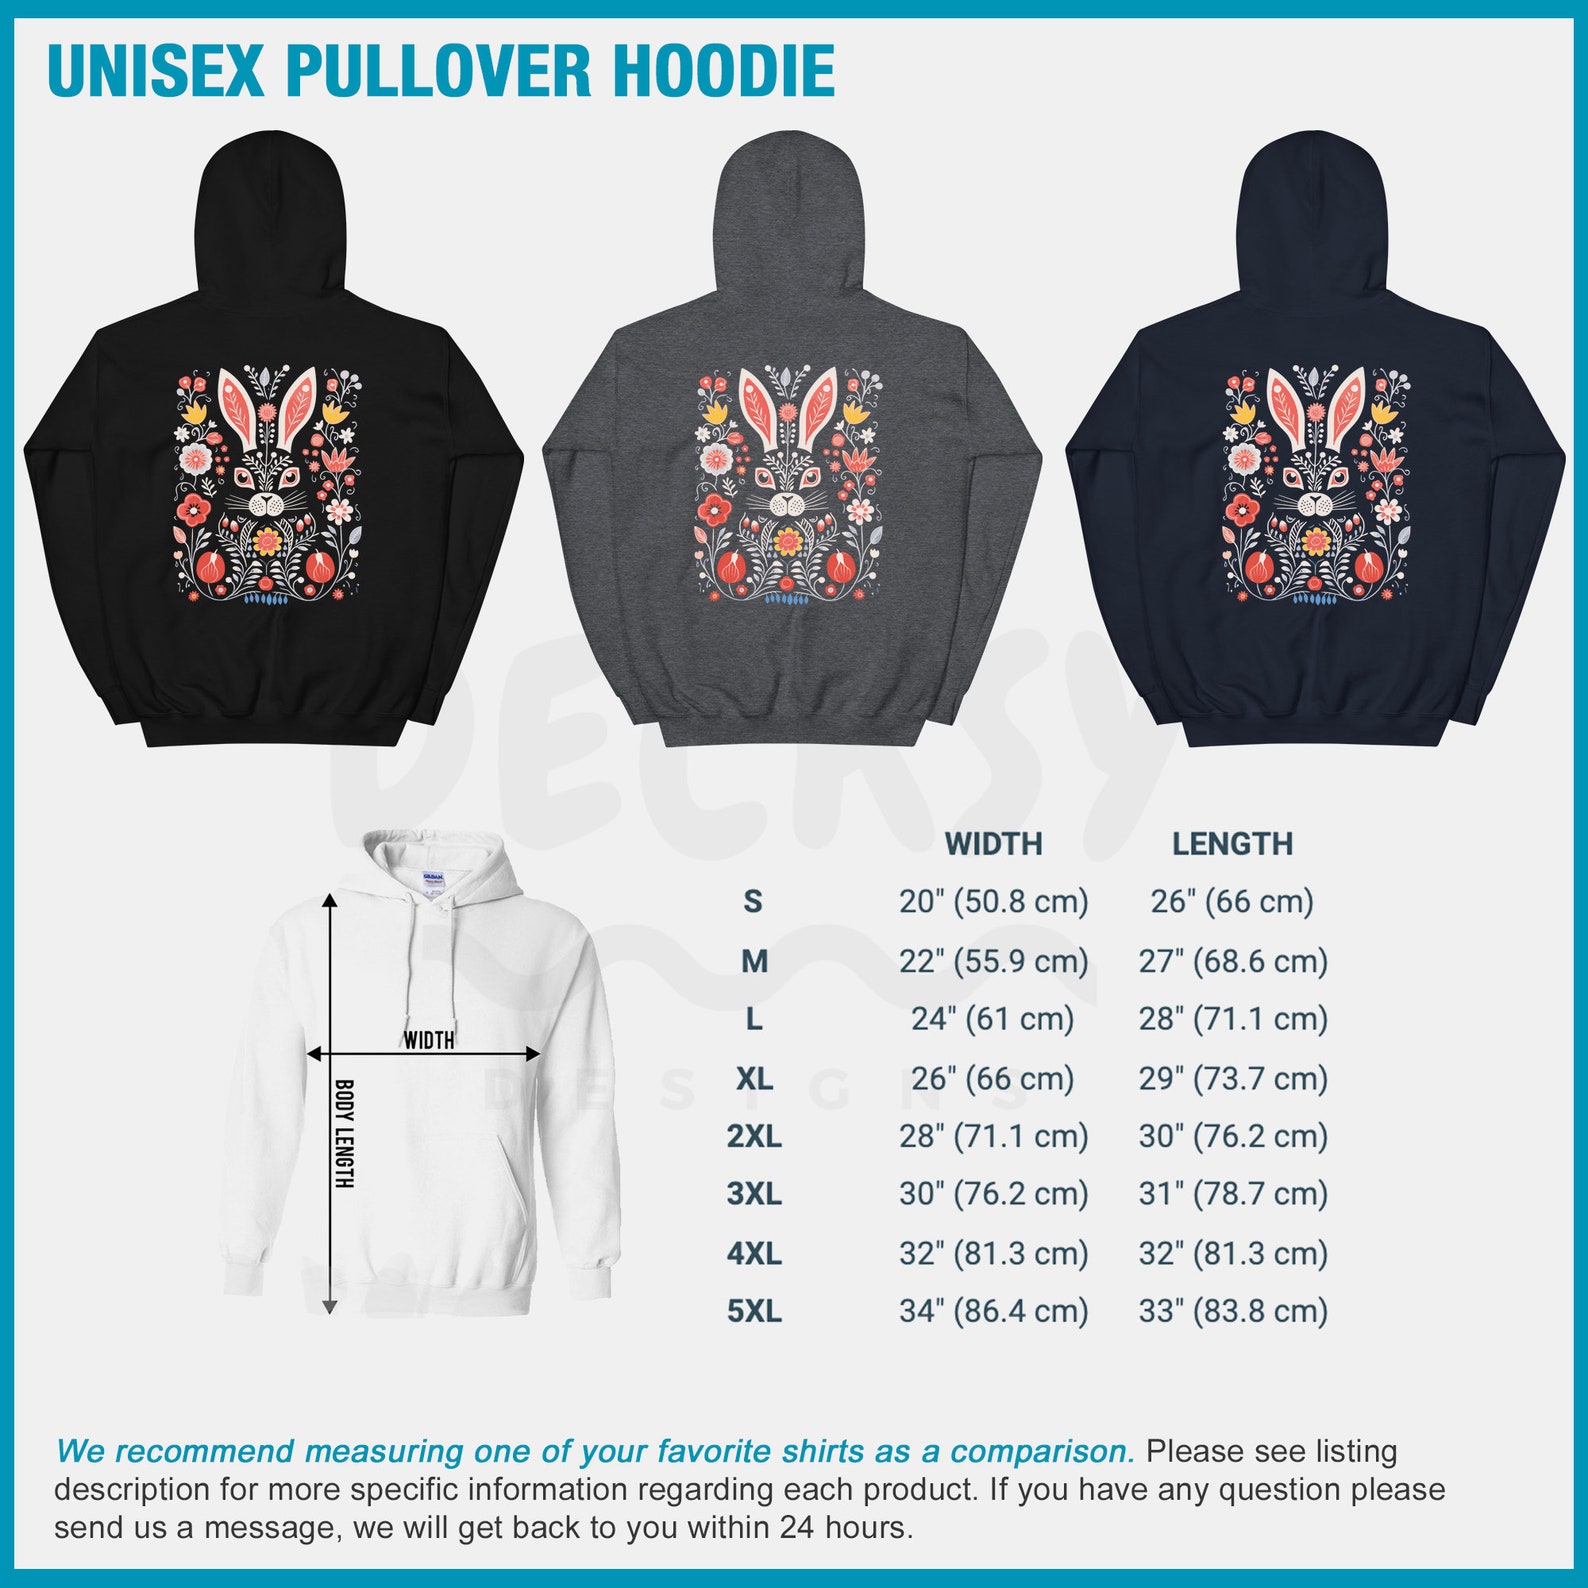 UNISEX PULLOVER HOODIE
DECKSY
DESIGNS
GILDAN
WIDTH
BODY LENGTH
WIDTH LENGTH
S 20" (50.8 cm) 26" (66 cm)
M 22" (55.9 cm) 27" (68.6 cm)
L 24" (61 cm) 28" (71.1 cm)
XL 26" (66 cm) 29" (73.7 cm)
2XL 28" (71.1 cm) 30" (76.2 cm)
3XL 30" (76.2 cm) 31" (78.7 cm)
4XL 32" (81.3 cm) 32" (81.3 cm)
5XL 34" (86.4 cm) 33" (83.8 cm)
We recommend measuring one of your favorite shirts as a comparison. Please see listing
description for more specific information regarding each product. If you have any question please
send us a message, we will get back to you within 24 hours.